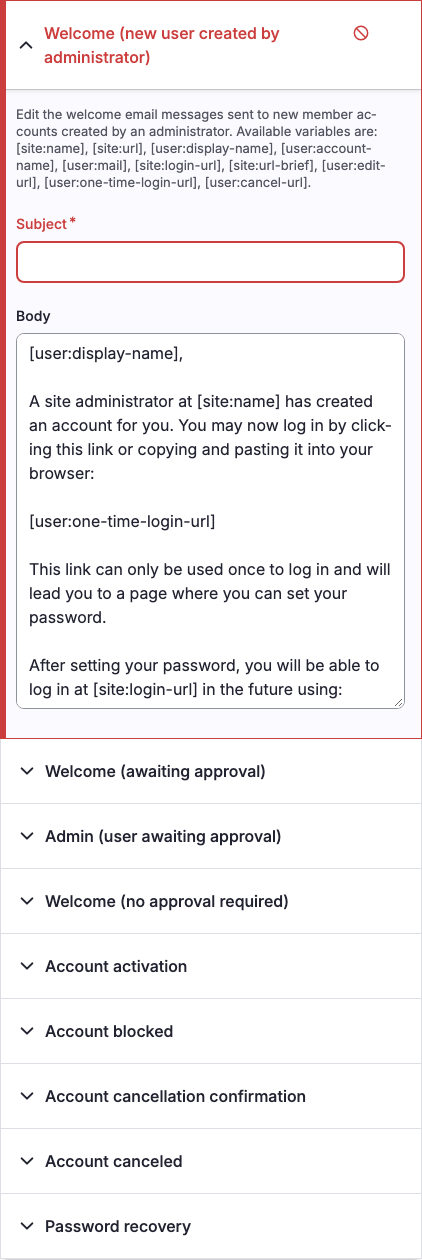 Welcome (new user created by
administrator)
Edit the welcome email messages sent to new member ac-
counts created by an administrator. Available variables are:
[site:name], [site:url], [user:display-name], [user:account-
name], [user:mail], [site:login-url], [site:url-brief], [user:edit-
url], [user:one-time-login-url], [user:cancel-url].
Subject*
Body
[user:display-name],
A site administrator at [site:name] has created
an account for you. You may now log in by click-
ing this link or copying and pasting it into your
browser:
[user:one-time-login-url]
This link can only be used once to log in and will
lead you to a page where you can set your
password.
After setting your password, you will be able to
log in at [site:login-url] in the future using:
Welcome (awaiting approval)
Admin (user awaiting approval)
Welcome (no approval required)
Account activation
Account blocked
Account cancellation confirmation
Account canceled
Password recovery